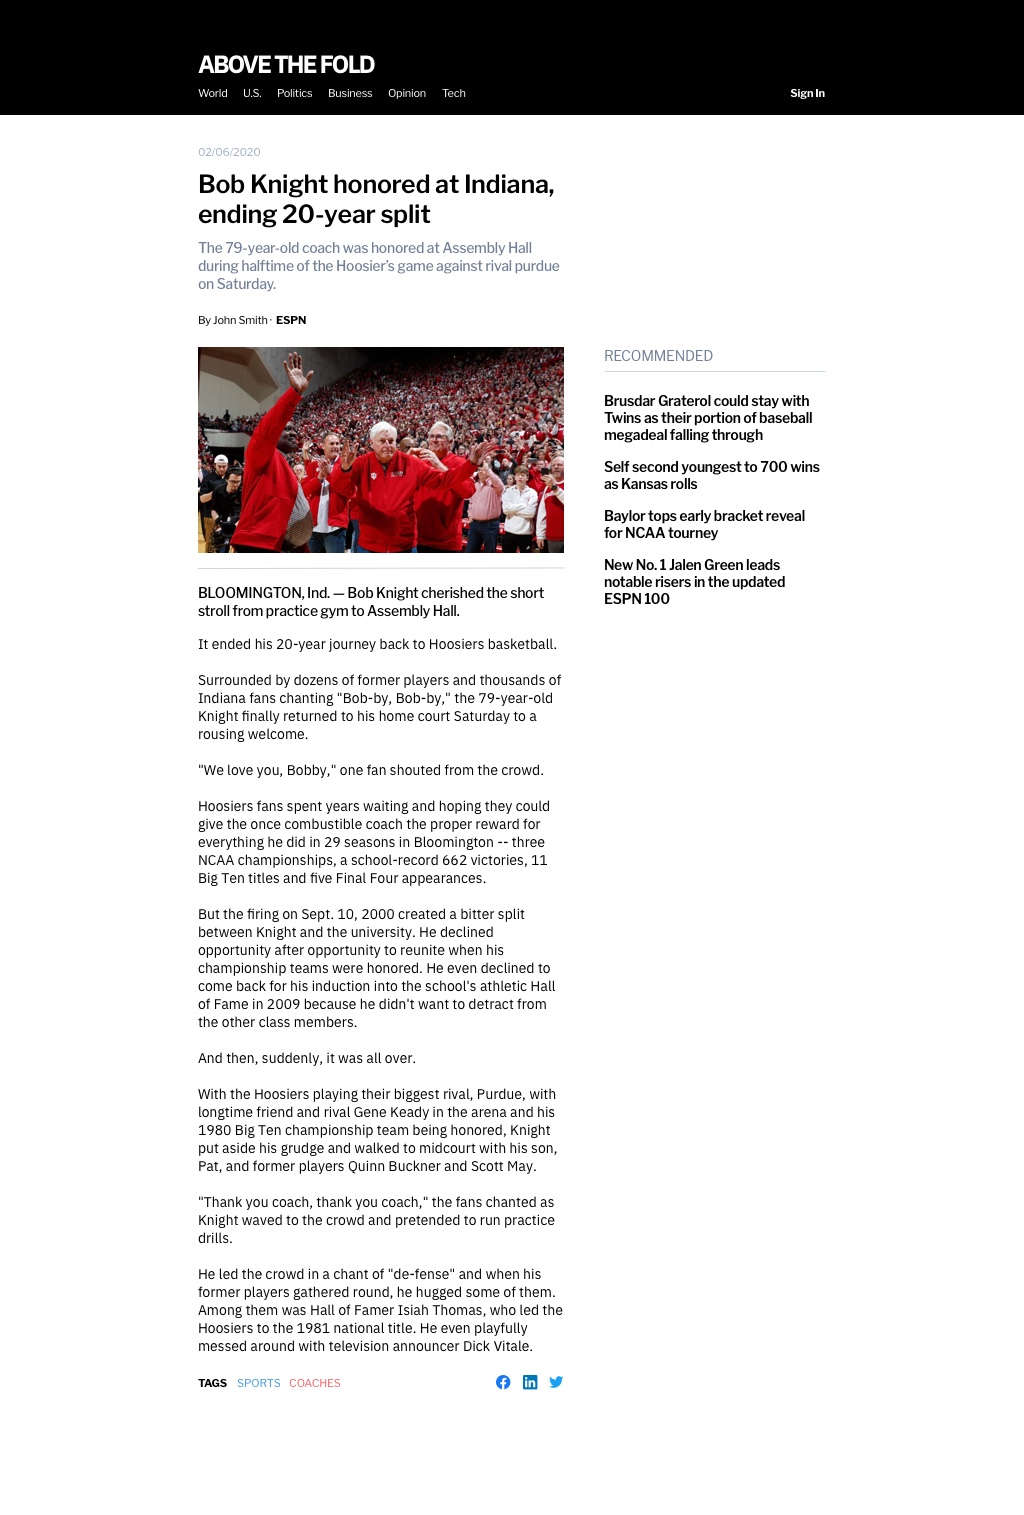 ABOVE THE FOLD
World U.S. Politics Business Opinion Tech Sign In
02/06/2020
Bob Knight honored at Indiana,
ending 20-year split
The 79-year-old coach was honored at Assembly Hall
during halftime of the Hoosier's game against rival purdue
on Saturday.
By John Smith · ESPN
BLOOMINGTON, Ind. — Bob Knight cherished the short
stroll from practice gym to Assembly Hall.
It ended his 20-year journey back to Hoosiers basketball.
Surrounded by dozens of former players and thousands of
Indiana fans chanting "Bob-by, Bob-by," the 79-year-old
Knight finally returned to his home court Saturday to a
rousing welcome.
"We love you, Bobby," one fan shouted from the crowd.
Hoosiers fans spent years waiting and hoping they could
give the once combustible coach the proper reward for
everything he did in 29 seasons in Bloomington -- three
NCAA championships, a school-record 662 victories, 11
Big Ten titles and five Final Four appearances.
But the firing on Sept. 10, 2000 created a bitter split
between Knight and the university. He declined
opportunity after opportunity to reunite when his
championship teams were honored. He even declined to
come back for his induction into the school's athletic Hall
of Fame in 2009 because he didn't want to detract from
the other class members.
And then, suddenly, it was all over.
With the Hoosiers playing their biggest rival, Purdue, with
longtime friend and rival Gene Keady in the arena and his
1980 Big Ten championship team being honored, Knight
put aside his grudge and walked to midcourt with his son,
Pat, and former players Quinn Buckner and Scott May.
"Thank you coach, thank you coach," the fans chanted as
Knight waved to the crowd and pretended to run practice
drills.
He led the crowd in a chant of "de-fense" and when his
former players gathered round, he hugged some of them.
Among them was Hall of Famer Isiah Thomas, who led the
Hoosiers to the 1981 national title. He even playfully
messed around with television announcer Dick Vitale.
TAGS SPORTS COACHES
RECOMMENDED
Brusdar Graterol could stay with
Twins as their portion of baseball
megadeal falling through
Self second youngest to 700 wins
as Kansas rolls
Baylor tops early bracket reveal
for NCAA tourney
New No. 1 Jalen Green leads
notable risers in the updated
ESPN 100